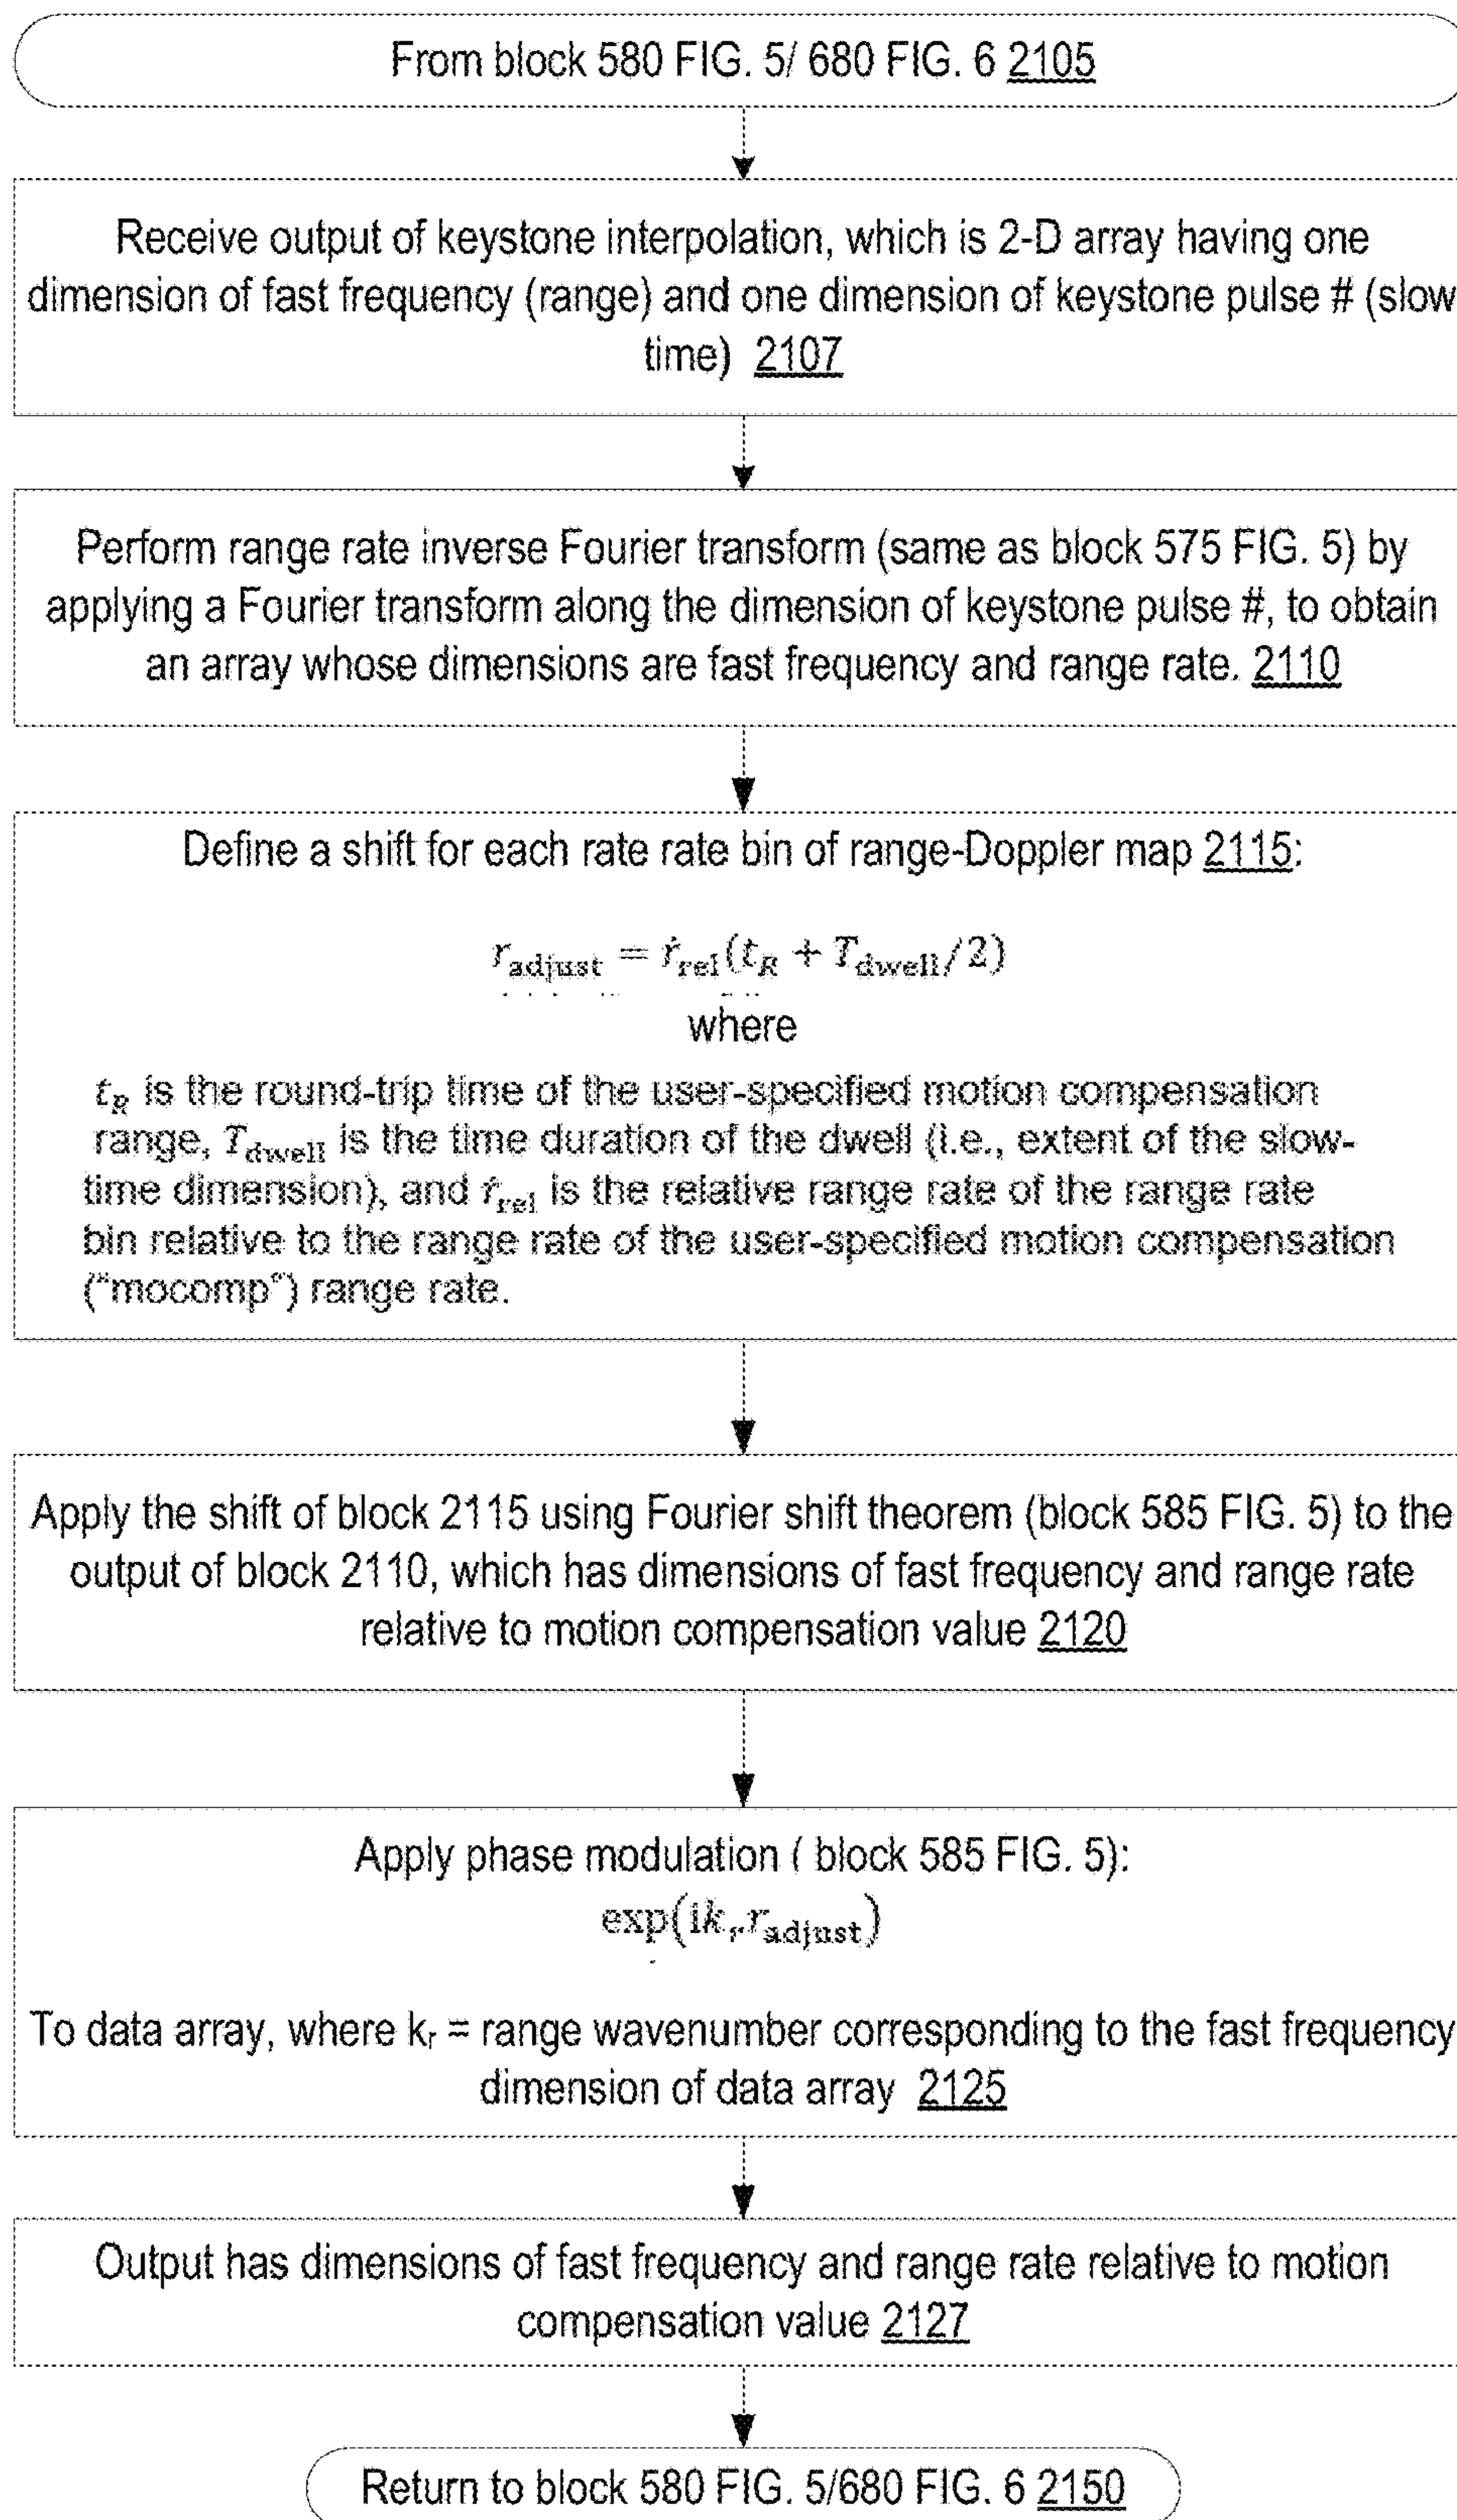 From block 580 FIG. 5/ 680 FIG. 6 2105
Receive output of keystone interpolation, which is 2-D array having one
dimension of fast frequency (range) and one dimension of keystone pulse # (slow
time) 2107
Perform range rate inverse Fourier transform (same as block 575 FIG. 5) by
applying a Fourier transform along the dimension of keystone pulse #, to obtain
an array whose dimensions are fast frequency and range rate. 2110
Define a shift for each rate rate bin of range-Doppler map 2115:
r_adjust = ṙ_rel(t_R + T_dwell/2)
where
t_R is the round-trip time of the user-specified motion compensation
range, T_dwell is the time duration of the dwell (i.e., extent of the slow-
time dimension), and ṙ_rel is the relative range rate of the range rate
bin relative to the range rate of the user-specified motion compensation
("mocomp") range rate.
Apply the shift of block 2115 using Fourier shift theorem (block 585 FIG. 5) to the
output of block 2110, which has dimensions of fast frequency and range rate
relative to motion compensation value 2120
Apply phase modulation ( block 585 FIG. 5):
exp(ik_r r_adjust)
To data array, where k_r = range wavenumber corresponding to the fast frequency
dimension of data array 2125
Output has dimensions of fast frequency and range rate relative to motion
compensation value 2127
Return to block 580 FIG. 5/680 FIG. 6 2150